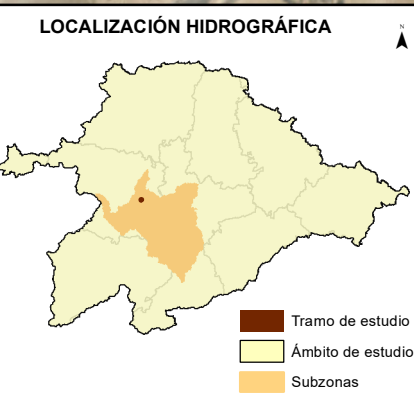 LOCALIZACIÓN HIDROGRÁFICA
N
Tramo de estudio
Ámbito de estudio
Subzonas